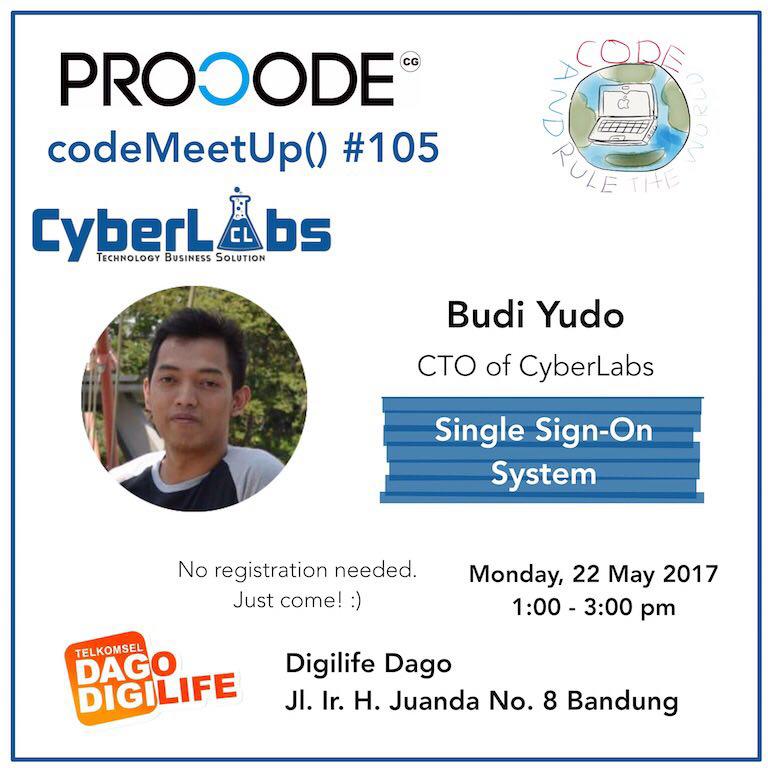 PROCODE CG
codeMeetUp() #105
CODE
AND RULE THE WORLD
CyberLabs
CL
TECHNOLOGY BUSINESS SOLUTION
Budi Yudo
CTO of CyberLabs
Single Sign-On
System
No registration needed.
Just come! :)
Monday, 22 May 2017
1:00 - 3:00 pm
TELKOMSEL
DAGO
DIGILIFE
Digilife Dago
Jl. Ir. H. Juanda No. 8 Bandung